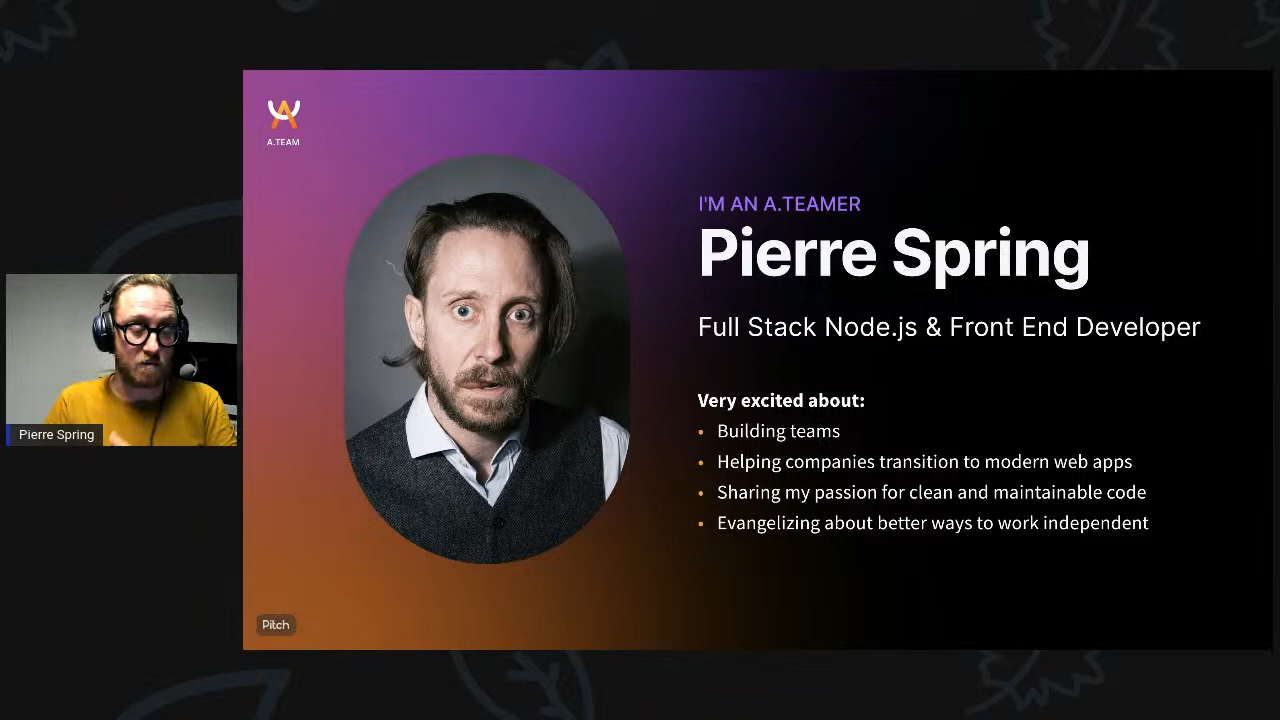 A.TEAM
I'M AN A.TEAMER
Pierre Spring
Full Stack Node.js & Front End Developer
Very excited about:
• Building teams
• Helping companies transition to modern web apps
• Sharing my passion for clean and maintainable code
• Evangelizing about better ways to work independent
Pierre Spring
Pitch